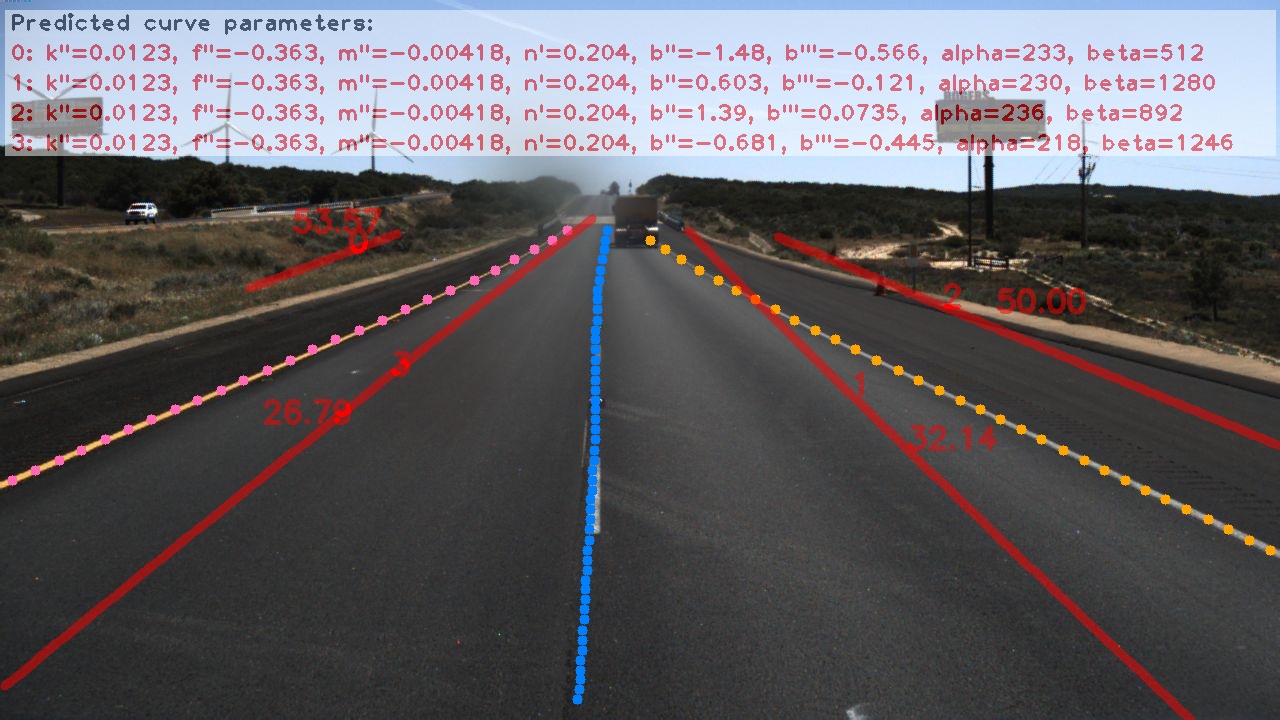 Predicted curve parameters:
0: k''=0.0123, f''=−0.363, m''=−0.00418, n'=0.204, b''=−1.48, b'''=−0.566, alpha=233, beta=512
1: k''=0.0123, f''=−0.363, m''=−0.00418, n'=0.204, b''=0.603, b'''=−0.121, alpha=230, beta=1280
2: k''=0.0123, f''=−0.363, m''=−0.00418, n'=0.204, b''=1.39, b'''=0.0735, alpha=236, beta=892
3: k''=0.0123, f''=−0.363, m''=−0.00418, n'=0.204, b''=−0.681, b'''=−0.445, alpha=218, beta=1246
53.57
0
2 50.00
3
1
26.79
32.14